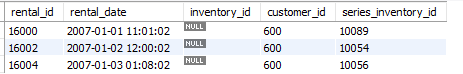 rental_id rental_date inventory_id customer_id series_inventory_id
16000 2007-01-01 11:01:02 NULL 600 10089
16002 2007-01-02 12:00:02 NULL 600 10054
16004 2007-01-03 01:08:02 NULL 600 10056